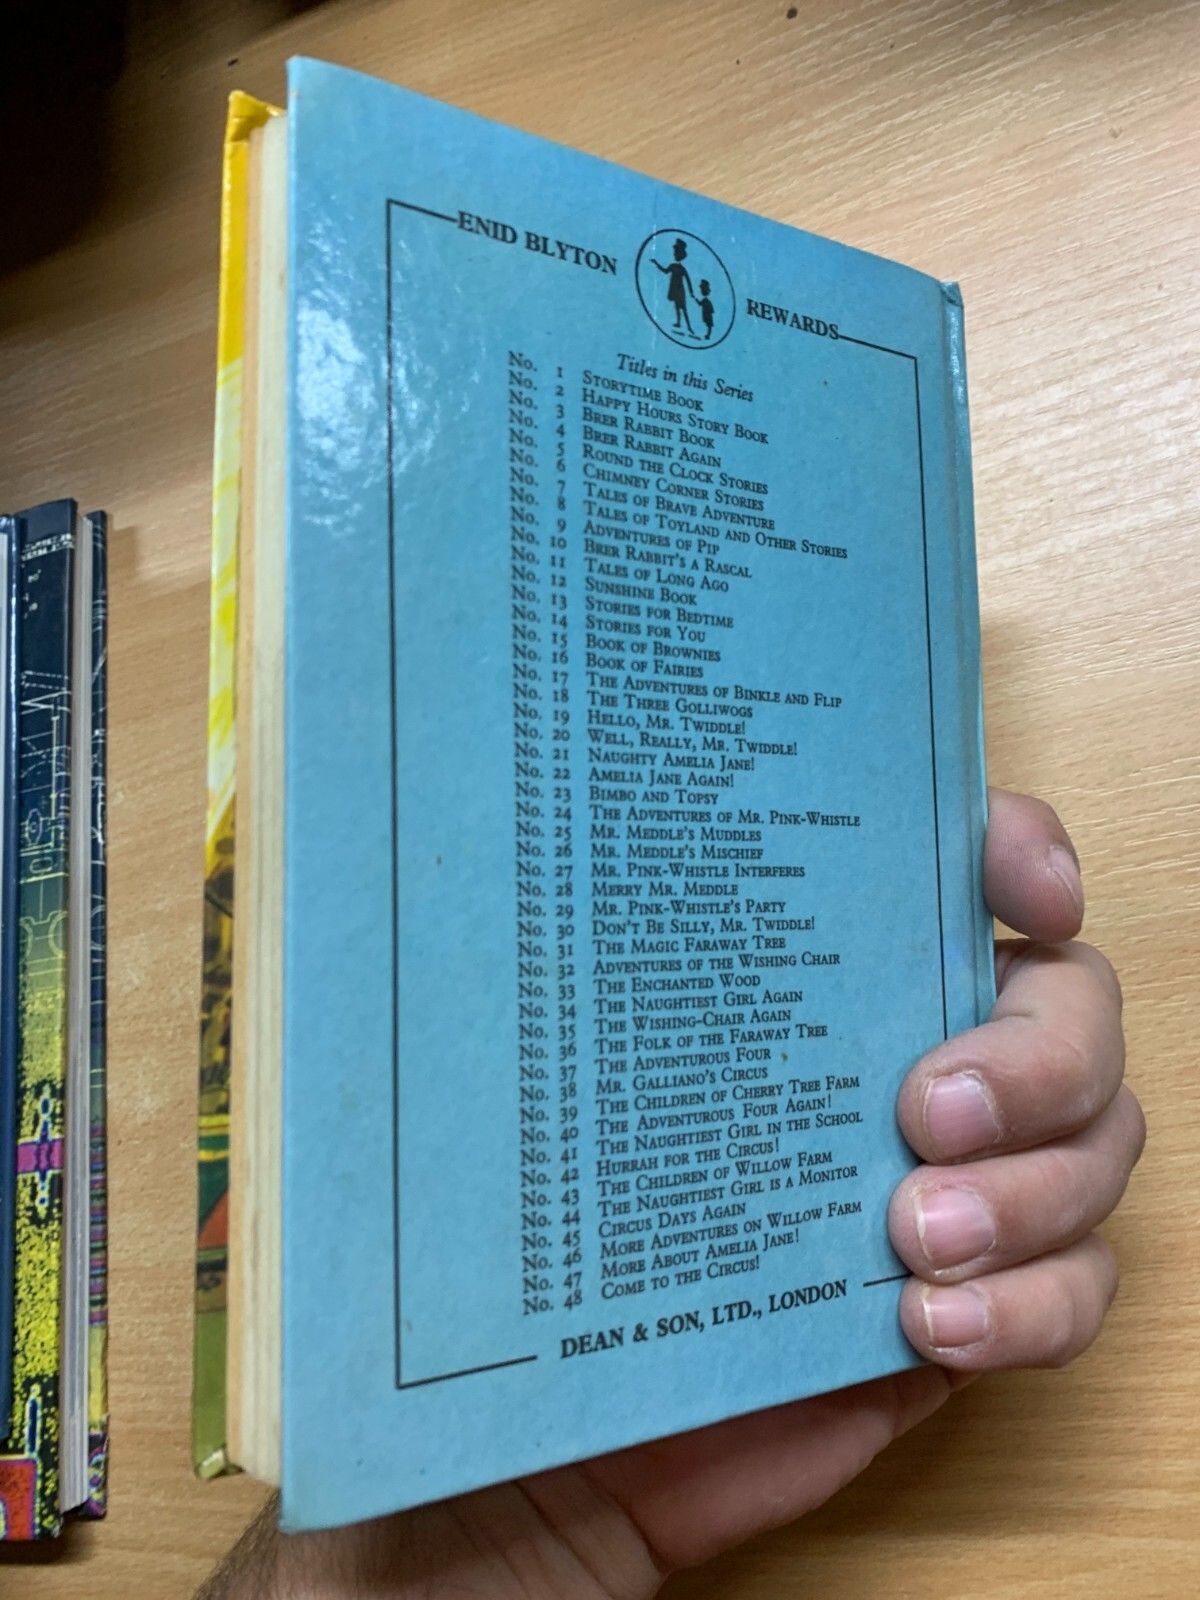 ENID BLYTON REWARDS
Titles in this Series
No. 1 STORYTIME BOOK
No. 2 HAPPY HOURS STORY BOOK
No. 3 BRER RABBIT BOOK
No. 4 BRER RABBIT AGAIN
No. 5 ROUND THE CLOCK STORIES
No. 6 CHIMNEY CORNER STORIES
No. 7 TALES OF BRAVE ADVENTURE
No. 8 TALES OF TOYLAND AND OTHER STORIES
No. 9 ADVENTURES OF PIP
No. 10 BRER RABBIT'S A RASCAL
No. 11 TALES OF LONG AGO
No. 12 SUNSHINE BOOK
No. 13 STORIES FOR BEDTIME
No. 14 STORIES FOR YOU
No. 15 BOOK OF BROWNIES
No. 16 BOOK OF FAIRIES
No. 17 THE ADVENTURES OF BINKLE AND FLIP
No. 18 THE THREE GOLLIWOGS
No. 19 HELLO, MR. TWIDDLE!
No. 20 WELL, REALLY, MR. TWIDDLE!
No. 21 NAUGHTY AMELIA JANE!
No. 22 AMELIA JANE AGAIN!
No. 23 BIMBO AND TOPSY
No. 24 THE ADVENTURES OF MR. PINK-WHISTLE
No. 25 MR. MEDDLE'S MUDDLES
No. 26 MR. MEDDLE'S MISCHIEF
No. 27 MR. PINK-WHISTLE INTERFERES
No. 28 MERRY MR. MEDDLE
No. 29 MR. PINK-WHISTLE'S PARTY
No. 30 DON'T BE SILLY, MR. TWIDDLE!
No. 31 THE MAGIC FARAWAY TREE
No. 32 ADVENTURES OF THE WISHING CHAIR
No. 33 THE ENCHANTED WOOD
No. 34 THE NAUGHTIEST GIRL AGAIN
No. 35 THE WISHING-CHAIR AGAIN
No. 36 THE FOLK OF THE FARAWAY TREE
No. 37 THE ADVENTUROUS FOUR
No. 38 MR. GALLIANO'S CIRCUS
No. 39 THE CHILDREN OF CHERRY TREE FARM
No. 40 THE ADVENTUROUS FOUR AGAIN!
No. 41 THE NAUGHTIEST GIRL IN THE SCHOOL
No. 42 HURRAH FOR THE CIRCUS!
No. 43 THE CHILDREN OF WILLOW FARM
No. 44 THE NAUGHTIEST GIRL IS A MONITOR
No. 45 CIRCUS DAYS AGAIN
No. 46 MORE ADVENTURES ON WILLOW FARM
No. 47 MORE ABOUT AMELIA JANE!
No. 48 COME TO THE CIRCUS!
DEAN & SON, LTD., LONDON